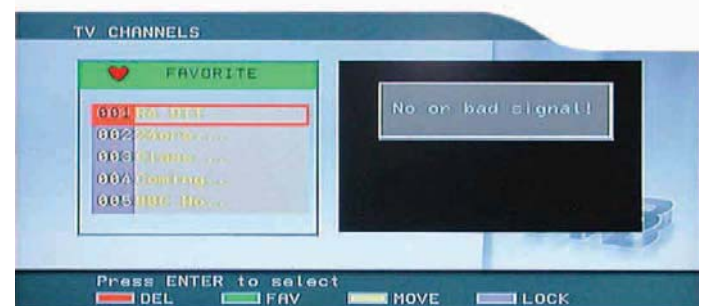 TV CHANNELS
FAVORITE
No or bad signal!
001
002
003
004
005
Press ENTER to select
DEL FAV MOVE LOCK